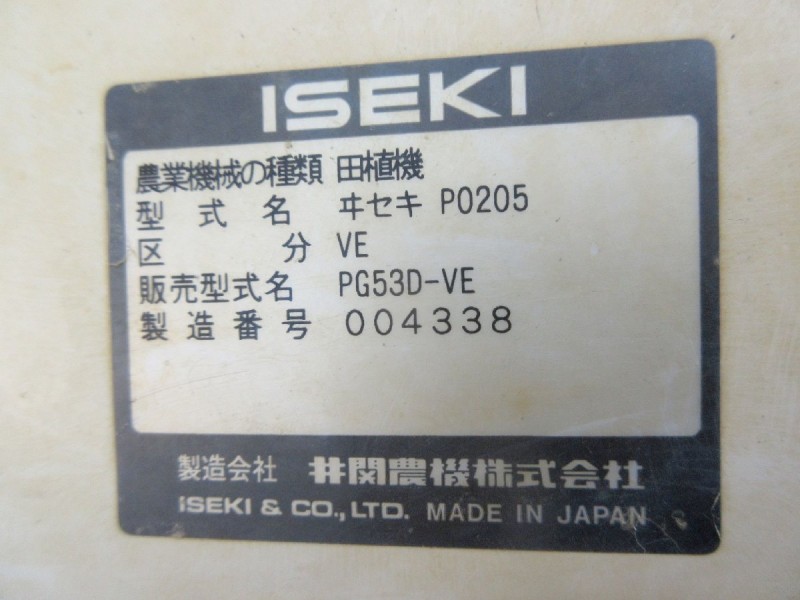 ISEKI
農業機械の種類 田植機
型式名 ヰセキ PO205
区分 VE
販売型式名 PG53D-VE
製造番号 004338
製造会社 井関農機株式会社
ISEKI & CO., LTD. MADE IN JAPAN